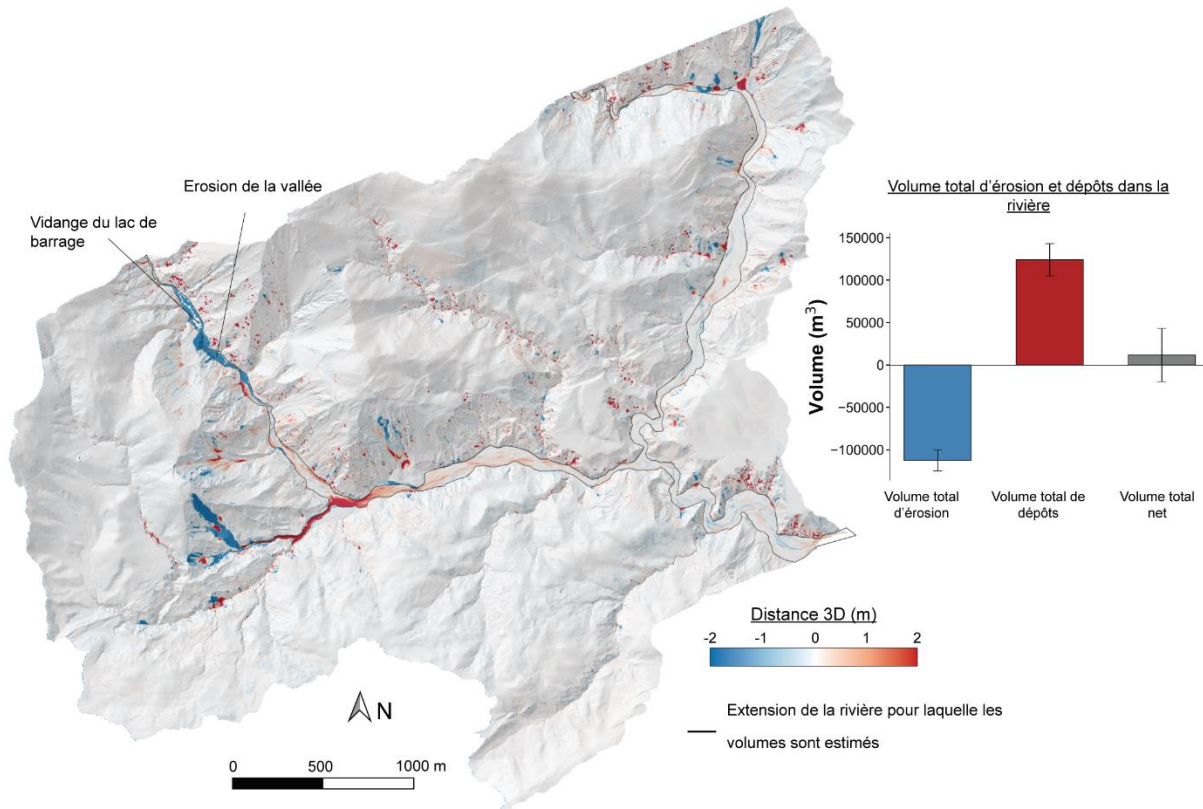 Erosion de la vallée
Vidange du lac de
barrage
Volume total d'érosion et dépôts dans la
rivière
Volume (m³)
150000
100000
50000
0
−50000
−100000
Volume total
d'érosion
Volume total de
dépôts
Volume total
net
Distance 3D (m)
-2 -1 0 1 2
Extension de la rivière pour laquelle les
volumes sont estimés
N
0 500 1000 m